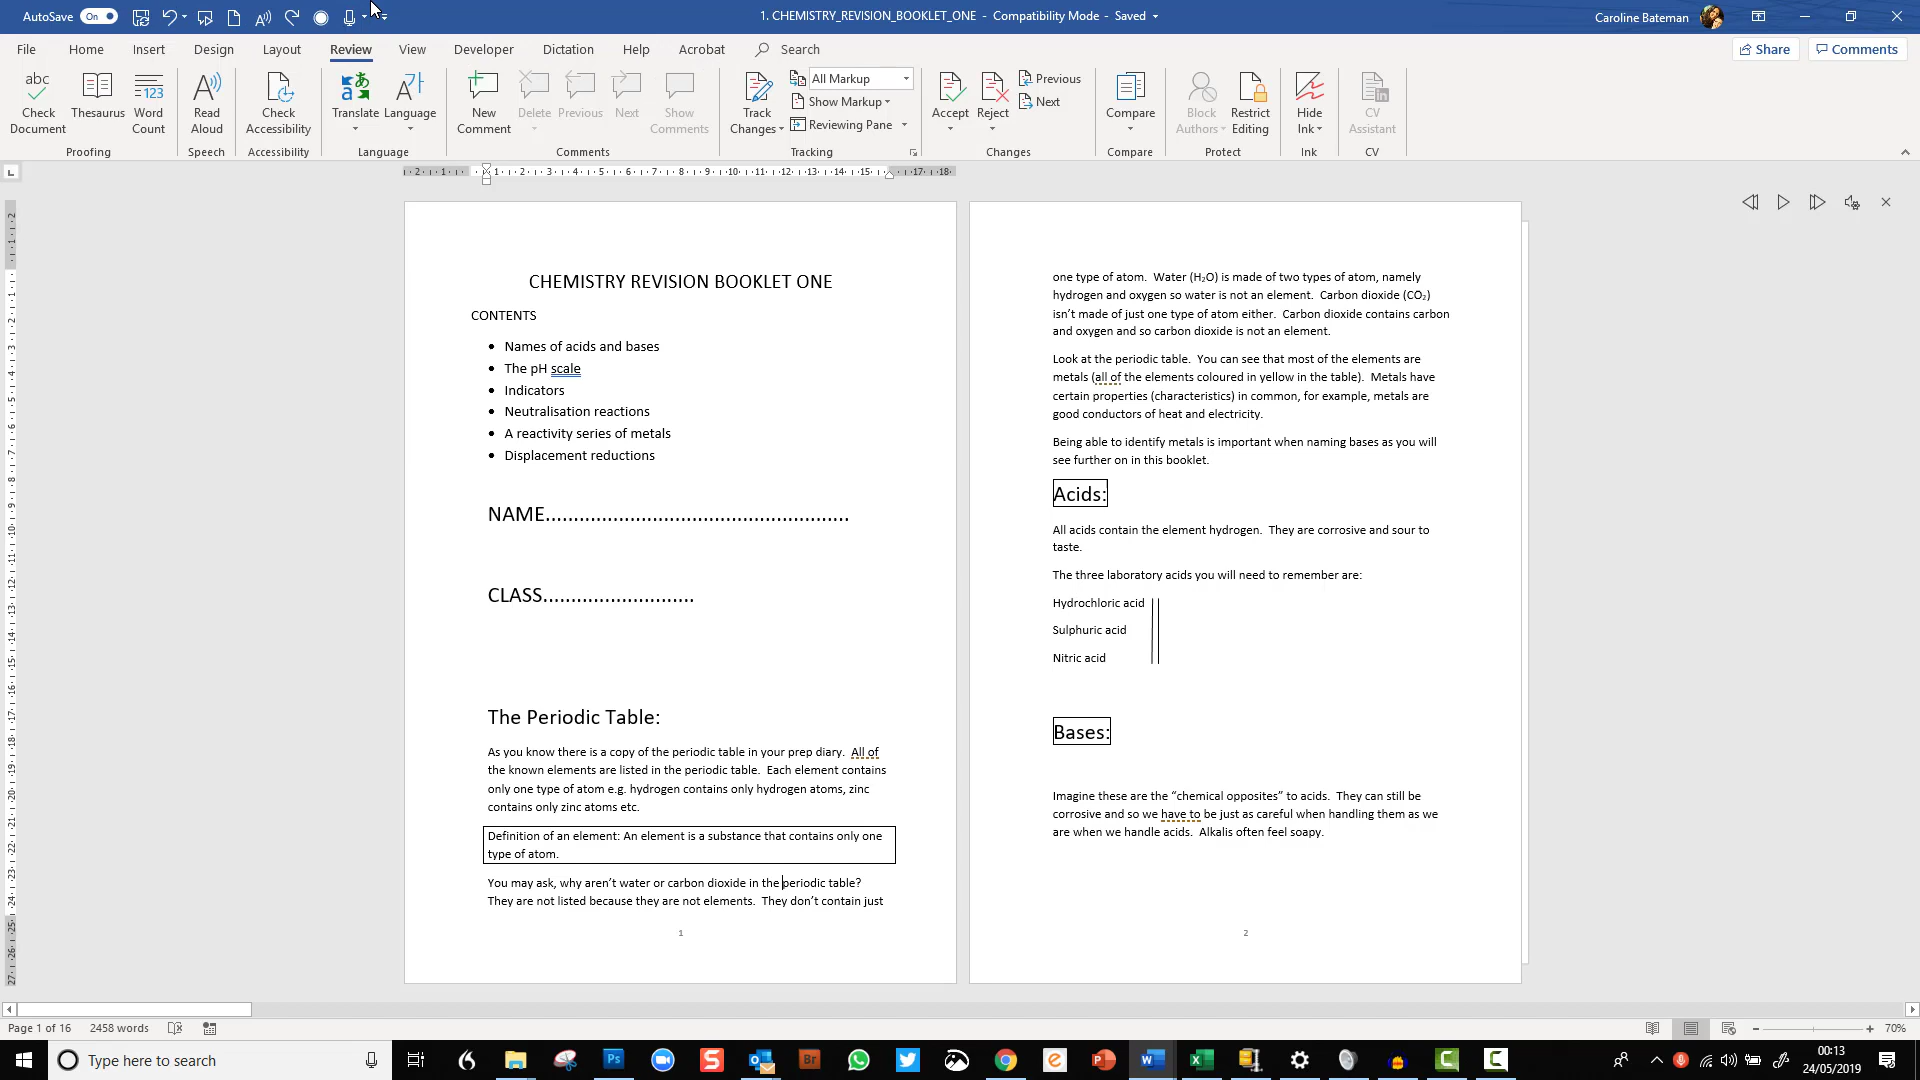 AutoSave On
1. CHEMISTRY_REVISION_BOOKLET_ONE - Compatibility Mode - Saved
Caroline Bateman
File Home Insert Design Layout Review View Developer Dictation Help Acrobat Search
Share Comments
abc
123
Check Document
Thesaurus
Word Count
Read Aloud
Check Accessibility
Translate
Language
New Comment
Delete
Previous
Next
Show Comments
Track Changes
All Markup
Show Markup
Reviewing Pane
Accept
Reject
Previous
Next
Compare
Block Authors
Restrict Editing
Hide Ink
CV Assistant
Proofing Speech Accessibility Language Comments Tracking Changes Compare Protect Ink CV
CHEMISTRY REVISION BOOKLET ONE
CONTENTS
• Names of acids and bases
• The pH scale
• Indicators
• Neutralisation reactions
• A reactivity series of metals
• Displacement reductions
NAME......................................................
CLASS...........................
The Periodic Table:
As you know there is a copy of the periodic table in your prep diary. All of
the known elements are listed in the periodic table. Each element contains
only one type of atom e.g. hydrogen contains only hydrogen atoms, zinc
contains only zinc atoms etc.
Definition of an element: An element is a substance that contains only one
type of atom.
You may ask, why aren't water or carbon dioxide in the periodic table?
They are not listed because they are not elements. They don't contain just
1
one type of atom. Water (H₂O) is made of two types of atom, namely
hydrogen and oxygen so water is not an element. Carbon dioxide (CO₂)
isn't made of just one type of atom either. Carbon dioxide contains carbon
and oxygen and so carbon dioxide is not an element.
Look at the periodic table. You can see that most of the elements are
metals (all of the elements coloured in yellow in the table). Metals have
certain properties (characteristics) in common, for example, metals are
good conductors of heat and electricity.
Being able to identify metals is important when naming bases as you will
see further on in this booklet.
Acids:
All acids contain the element hydrogen. They are corrosive and sour to
taste.
The three laboratory acids you will need to remember are:
Hydrochloric acid
Sulphuric acid
Nitric acid
Bases:
Imagine these are the “chemical opposites” to acids. They can still be
corrosive and so we have to be just as careful when handling them as we
are when we handle acids. Alkalis often feel soapy.
2
Page 1 of 16 2458 words
70%
Type here to search
00:13
24/05/2019